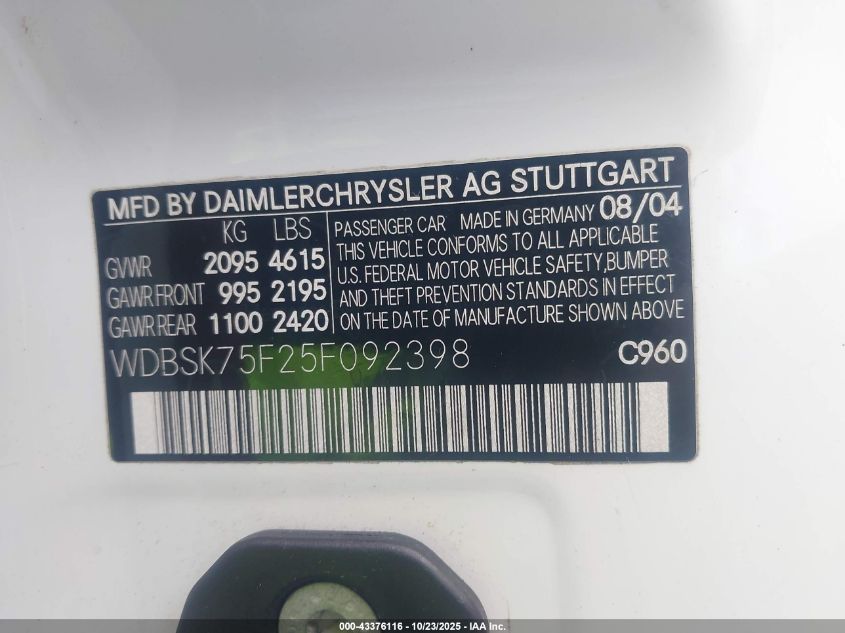 MFD BY DAIMLERCHRYSLER AG STUTTGART
KG LBS
GVWR 2095 4615
GAWR FRONT 995 2195
GAWR REAR 1100 2420
PASSENGER CAR MADE IN GERMANY 08/04
THIS VEHICLE CONFORMS TO ALL APPLICABLE
U.S. FEDERAL MOTOR VEHICLE SAFETY,BUMPER
AND THEFT PREVENTION STANDARDS IN EFFECT
ON THE DATE OF MANUFACTURE SHOWN ABOVE
WDBSK75F25F092398 C960
000-43376116 - 10/23/2025 - IAA Inc.